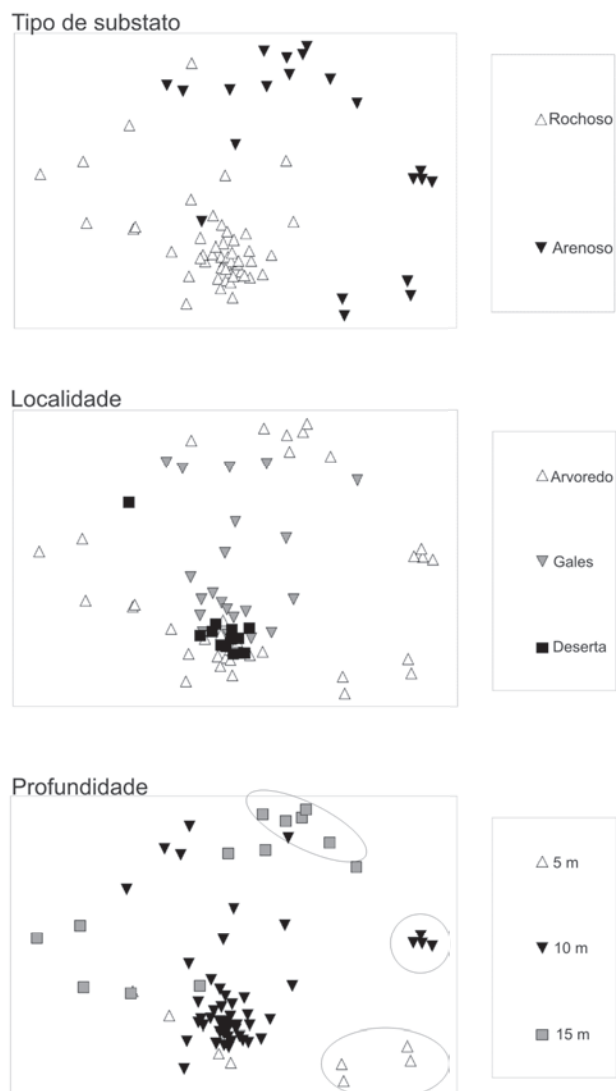 Tipo de substato
Rochoso
Arenoso
Localidade
Arvoredo
Gales
Deserta
Profundidade
5 m
10 m
15 m